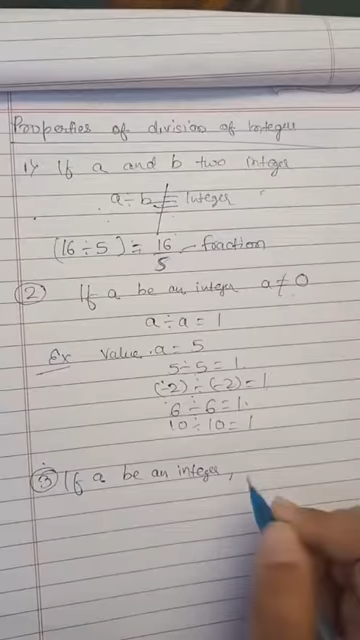 Properties of division of Integer
1) If a and b two integer
a ÷ b ≠ Integer
(16 ÷ 5) = 16/5 – fraction
(2) If a be an integer a ≠ 0
a ÷ a = 1
Ex Value a = 5
5 ÷ 5 = 1
(-2) ÷ (-2) = 1
6 ÷ 6 = 1
10 ÷ 10 = 1
(3) If a be an integer,